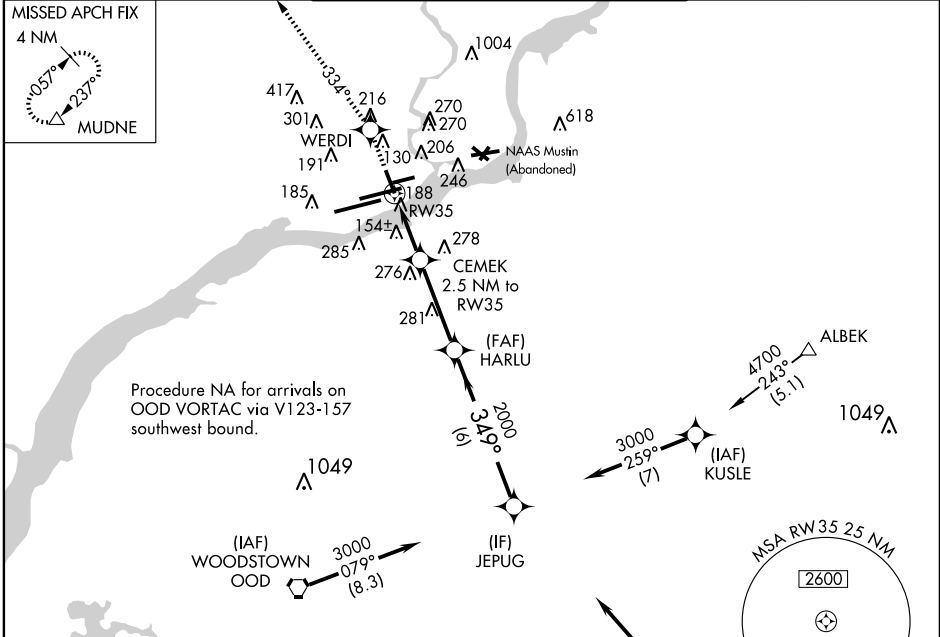 MISSED APCH FIX
4 NM
057°
237°
MUDNE
334°
1004
417
216
301
270
270
618
WERDI
130
206
191
246
NAAS Mustin
(Abandoned)
185
188
RW35
154±
285
278
276
CEMEK
2.5 NM to
RW35
281
(FAF)
HARLU
ALBEK
4700
243°
(5.1)
Procedure NA for arrivals on
OOD VORTAC via V123-157
southwest bound.
2000
349°
(6)
1049
3000
259°
(7)
(IAF)
KUSLE
1049
(IAF)
WOODSTOWN
OOD
3000
079°
(8.3)
(IF)
JEPUG
MSA RW35 25 NM
2600